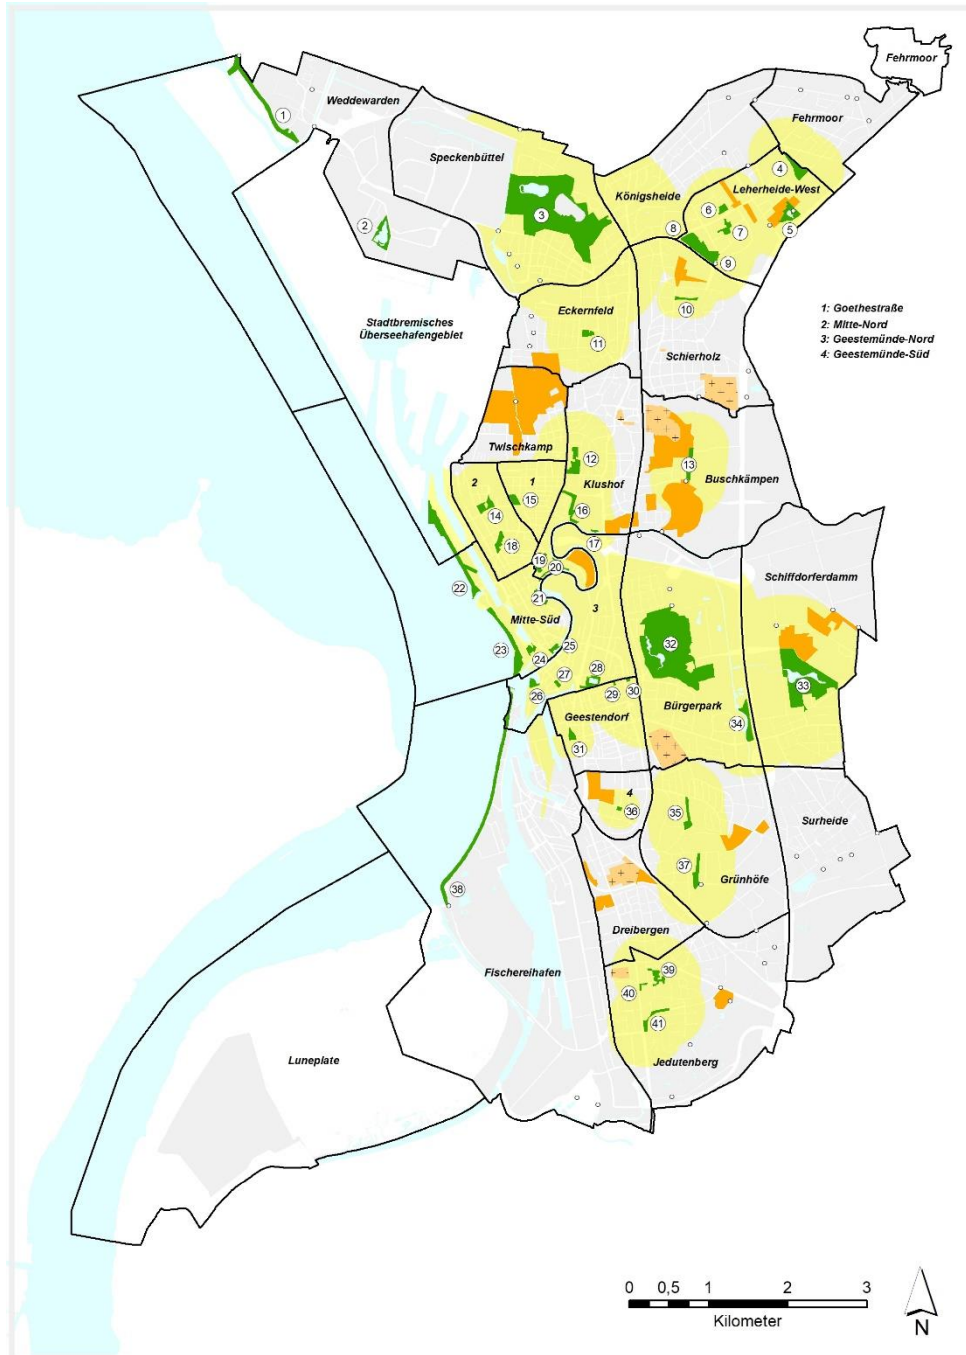 Fehrmoor
Weddewarden
1
Fehrmoor
Speckenbüttel
4
Leherheide-West
Königsheide
3
6
7
5
2
8
9
1: Goethestraße
2: Mitte-Nord
3: Geestemünde-Nord
4: Geestemünde-Süd
10
Eckernfeld
Stadtbremisches
Überseehafengebiet
11
Schierholz
Twischkamp
12
13
2
1
Klushof
Buschkämpen
15
14
16
18
17
19
20
Schiffdorferdamm
22
21
3
Mitte-Süd
32
25
23
24
28
27
33
26
29
30
Bürgerpark
Geestendorf
34
31
4
36
35
Surheide
37
Grünhöfe
38
Dreibergen
39
Fischereihafen
40
41
Luneplate
Jedutenberg
0 0,5 1 2 3
Kilometer
N